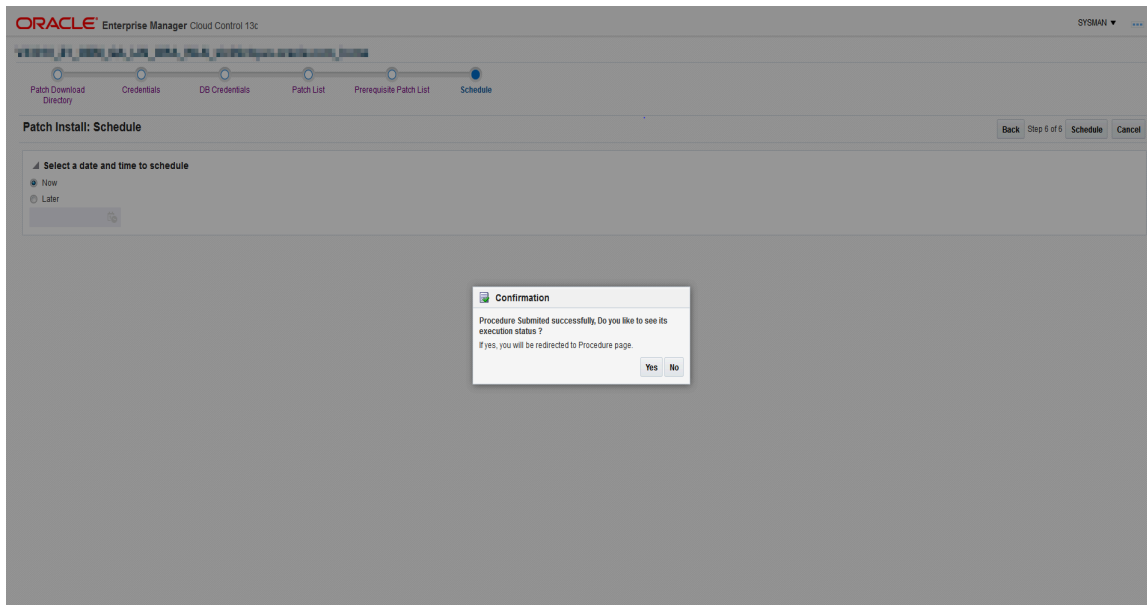 ORACLE Enterprise Manager Cloud Control 13c
SYSMAN
Patch Download
Directory
Credentials
DB Credentials
Patch List
Prerequisite Patch List
Schedule
Patch Install: Schedule
Back Step 6 of 6 Schedule Cancel
Select a date and time to schedule
Now
Later
Confirmation
Procedure Submited successfully, Do you like to see its
execution status ?
If yes, you will be redirected to Procedure page.
Yes No